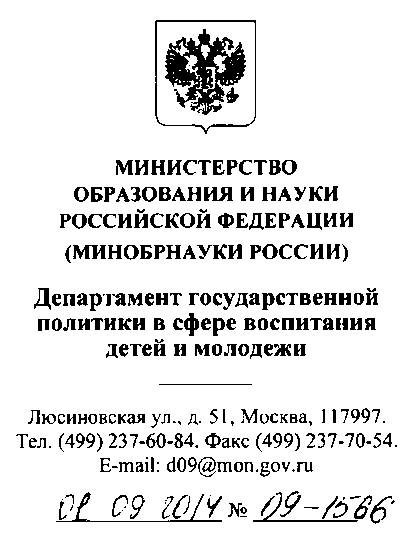 МИНИСТЕРСТВО
ОБРАЗОВАНИЯ И НАУКИ
РОССИЙСКОЙ ФЕДЕРАЦИИ
(МИНОБРНАУКИ РОССИИ)
Департамент государственной
политики в сфере воспитания
детей и молодежи
Люсиновская ул., д. 51, Москва, 117997.
Тел. (499) 237-60-84. Факс (499) 237-70-54.
E-mail: d09@mon.gov.ru
01 09 2014 № 09-1566